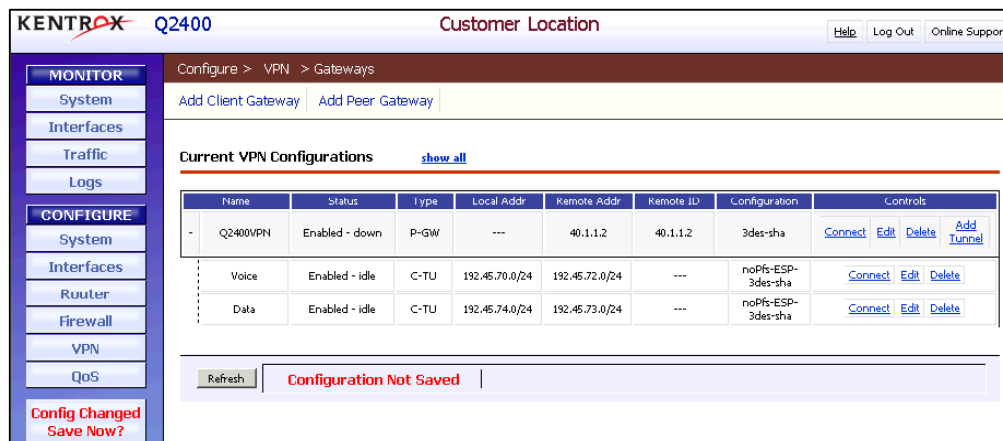 KENTROX Q2400 Customer Location Help Log Out Online Suppor
MONITOR
System
Interfaces
Traffic
Logs
CONFIGURE
System
Interfaces
Router
Firewall
VPN
QoS
Config Changed
Save Now?
Configure > VPN > Gateways
Add Client Gateway Add Peer Gateway
Current VPN Configurations show all
Name Status Type Local Addr Remote Addr Remote ID Configuration Controls
- Q2400VPN Enabled - down P-GW --- 40.1.1.2 40.1.1.2 3des-sha Connect Edit Delete Add Tunnel
Voice Enabled - idle C-TU 192.45.70.0/24 192.45.72.0/24 --- noPfs-ESP-3des-sha Connect Edit Delete
Data Enabled - idle C-TU 192.45.74.0/24 192.45.73.0/24 --- noPfs-ESP-3des-sha Connect Edit Delete
Refresh Configuration Not Saved